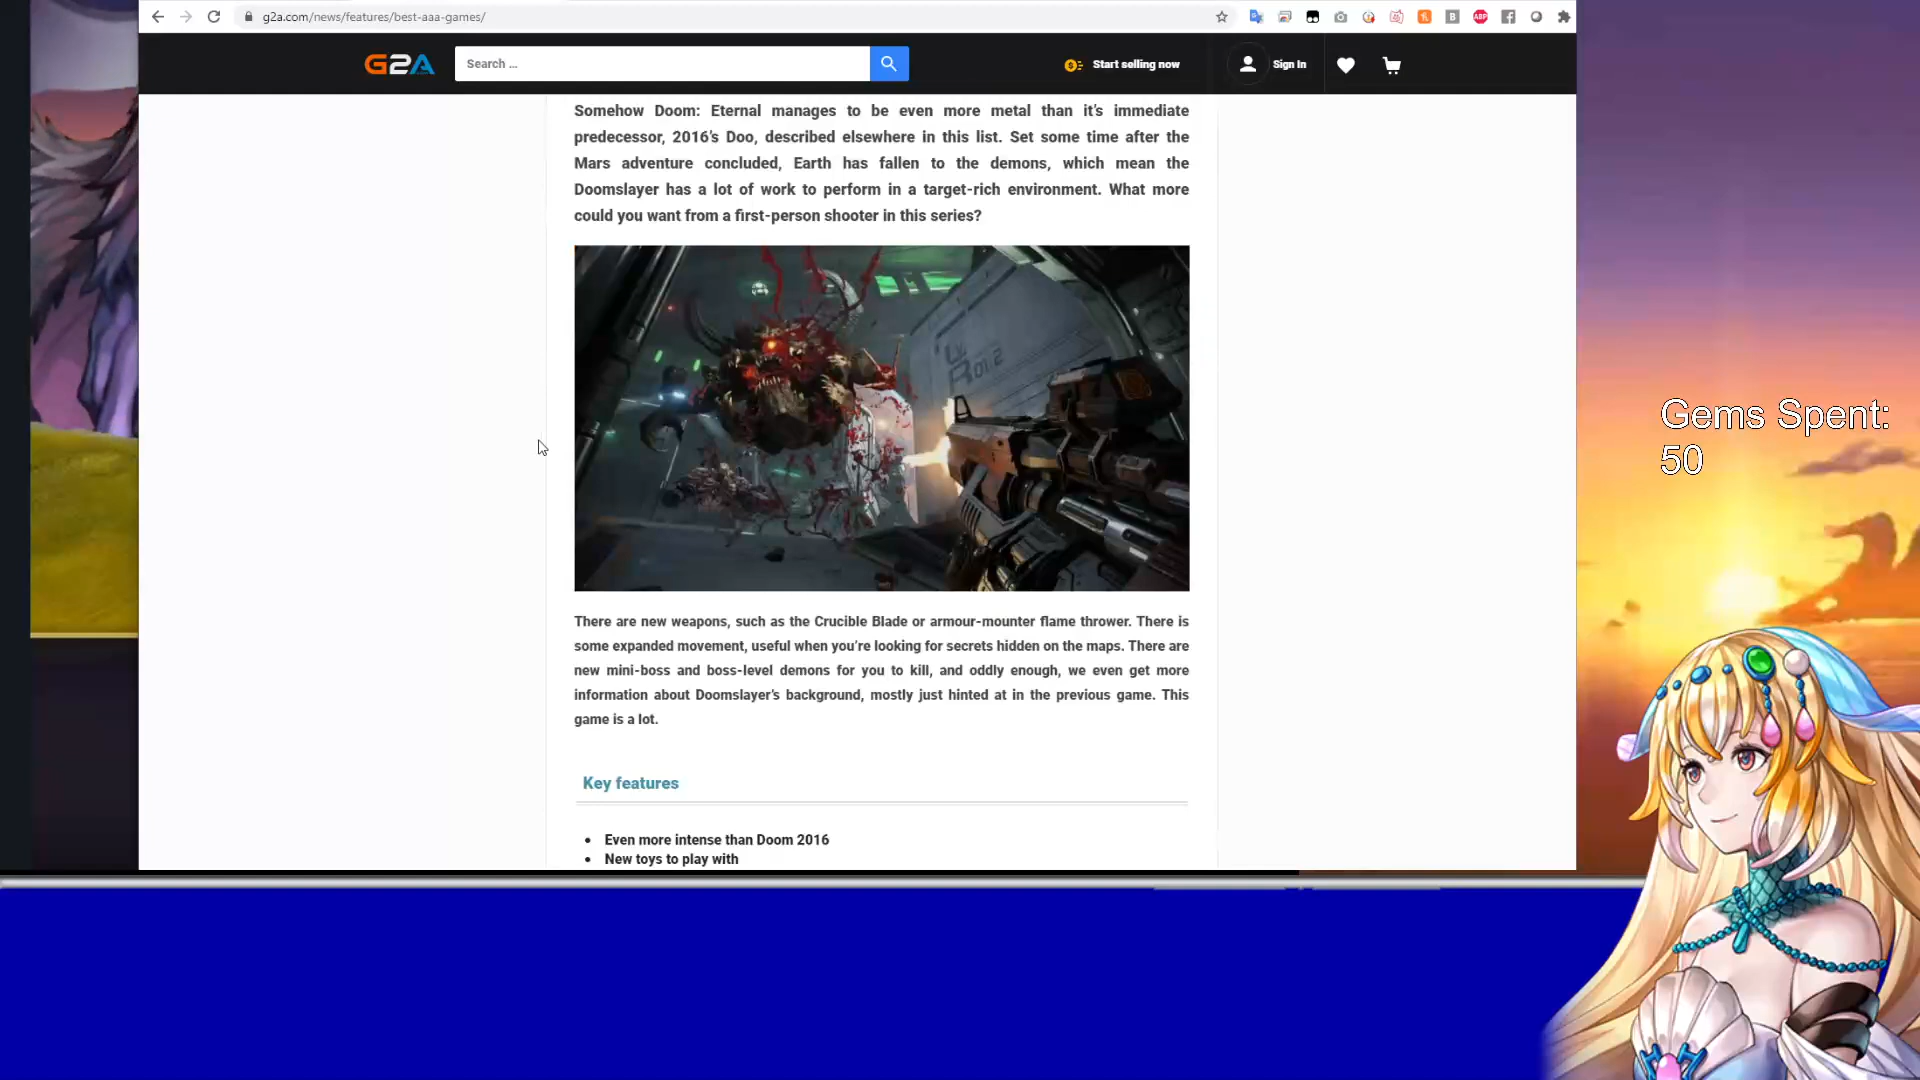 g2a.com/news/features/best-aaa-games/
G2A
Search ...
Start selling now
Sign In
Somehow Doom: Eternal manages to be even more metal than it's immediate
predecessor, 2016's Doo, described elsewhere in this list. Set some time after the
Mars adventure concluded, Earth has fallen to the demons, which mean the
Doomslayer has a lot of work to perform in a target-rich environment. What more
could you want from a first-person shooter in this series?
There are new weapons, such as the Crucible Blade or armour-mounter flame thrower. There is
some expanded movement, useful when you're looking for secrets hidden on the maps. There are
new mini-boss and boss-level demons for you to kill, and oddly enough, we even get more
information about Doomslayer's background, mostly just hinted at in the previous game. This
game is a lot.
Key features
• Even more intense than Doom 2016
• New toys to play with
Gems Spent:
50